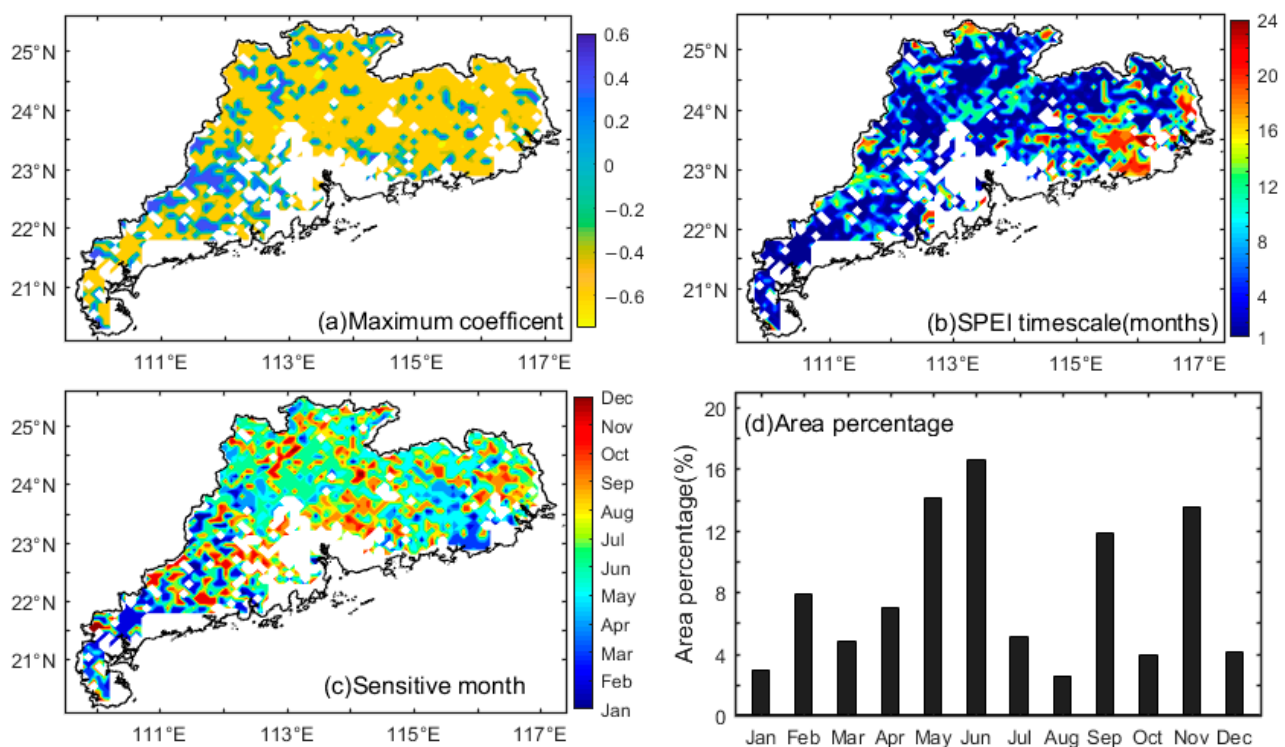 25°N
24°N
23°N
22°N
21°N
111°E 113°E 115°E 117°E
0.6
0.4
0.2
0
−0.2
−0.4
−0.6
(a)Maximum coefficent
25°N
24°N
23°N
22°N
21°N
111°E 113°E 115°E 117°E
24
20
16
12
8
4
1
(b)SPEI timescale(months)
25°N
24°N
23°N
22°N
21°N
111°E 113°E 115°E 117°E
Dec
Nov
Oct
Sep
Aug
Jul
Jun
May
Apr
Mar
Feb
Jan
(c)Sensitive month
(d)Area percentage
Area percentage(%)
20
16
12
8
4
0
Jan Feb Mar Apr May Jun Jul Aug Sep Oct Nov Dec